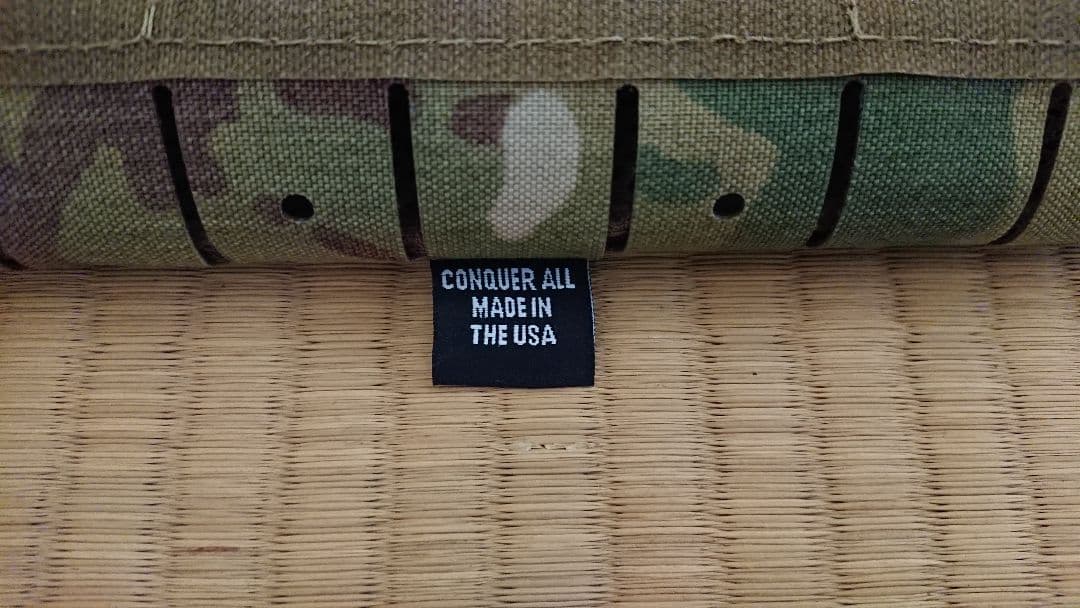 CONQUER ALL
MADE IN
THE USA